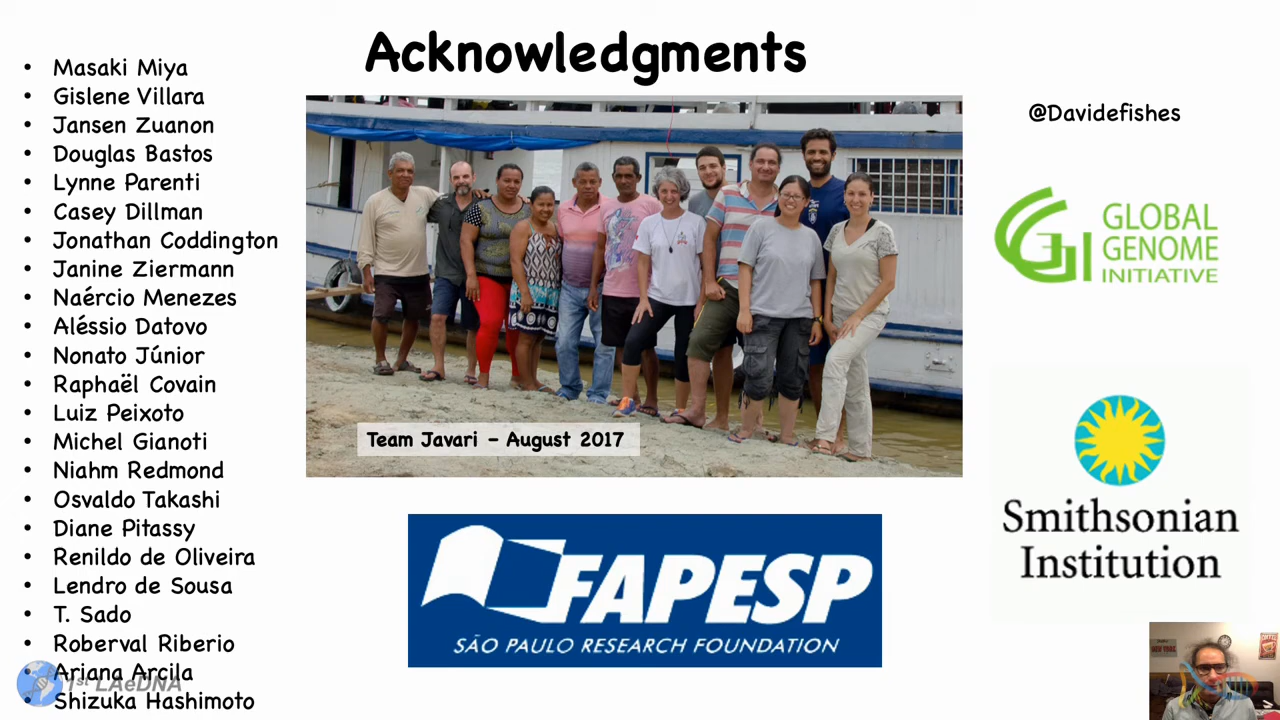 Acknowledgments
• Masaki Miya
• Gislene Villara
• Jansen Zuanon
• Douglas Bastos
• Lynne Parenti
• Casey Dillman
• Jonathan Coddington
• Janine Ziermann
• Naércio Menezes
• Aléssio Datovo
• Nonato Júnior
• Raphaël Covain
• Luiz Peixoto
• Michel Gianoti
• Niahm Redmond
• Osvaldo Takashi
• Diane Pitassy
• Renildo de Oliveira
• Lendro de Sousa
• T. Sado
• Roberval Riberio
• Ariana Arcila
• Shizuka Hashimoto
1st LAeDNA
Team Javari – August 2017
FAPESP
SÃO PAULO RESEARCH FOUNDATION
@Davidefishes
GGI
GLOBAL
GENOME
INITIATIVE
Smithsonian
Institution